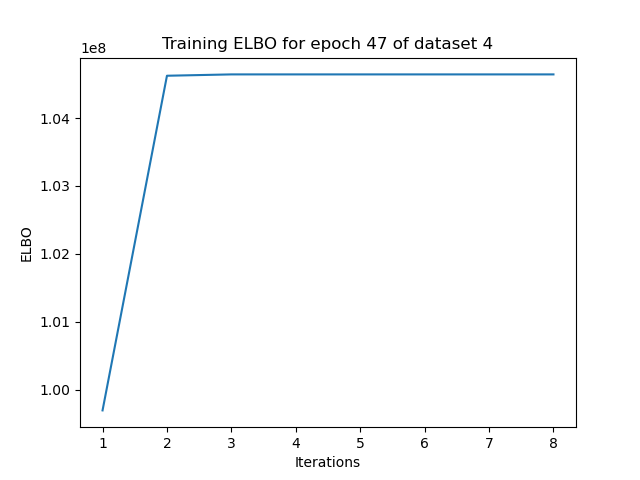 Training ELBO for epoch 47 of dataset 4
1e8
1.04
1.03
1.02
1.01
1.00
ELBO
1 2 3 4 5 6 7 8
Iterations